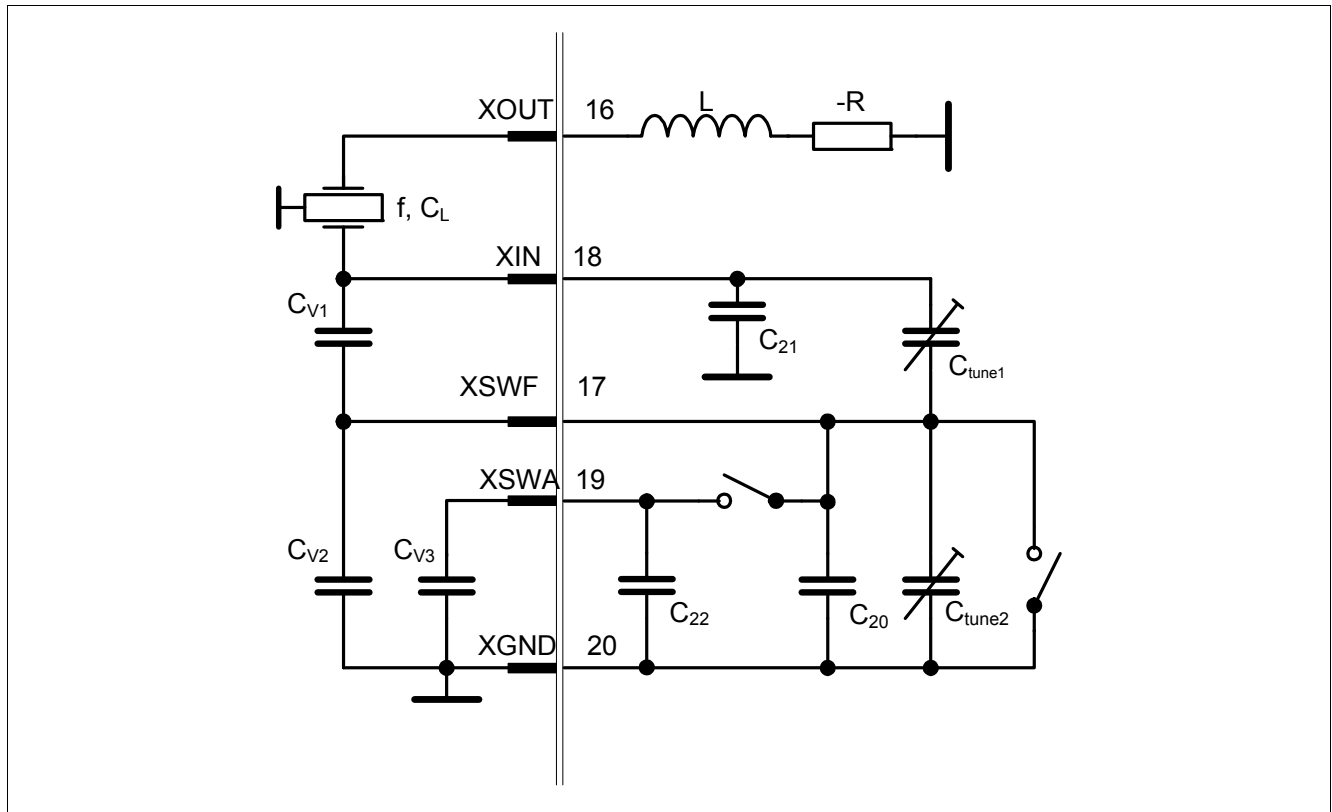 XOUT 16 L -R
f, CL
XIN 18
CV1
C21
Ctune1
XSWF 17
XSWA 19
CV2 CV3
C22 C20 Ctune2
XGND 20